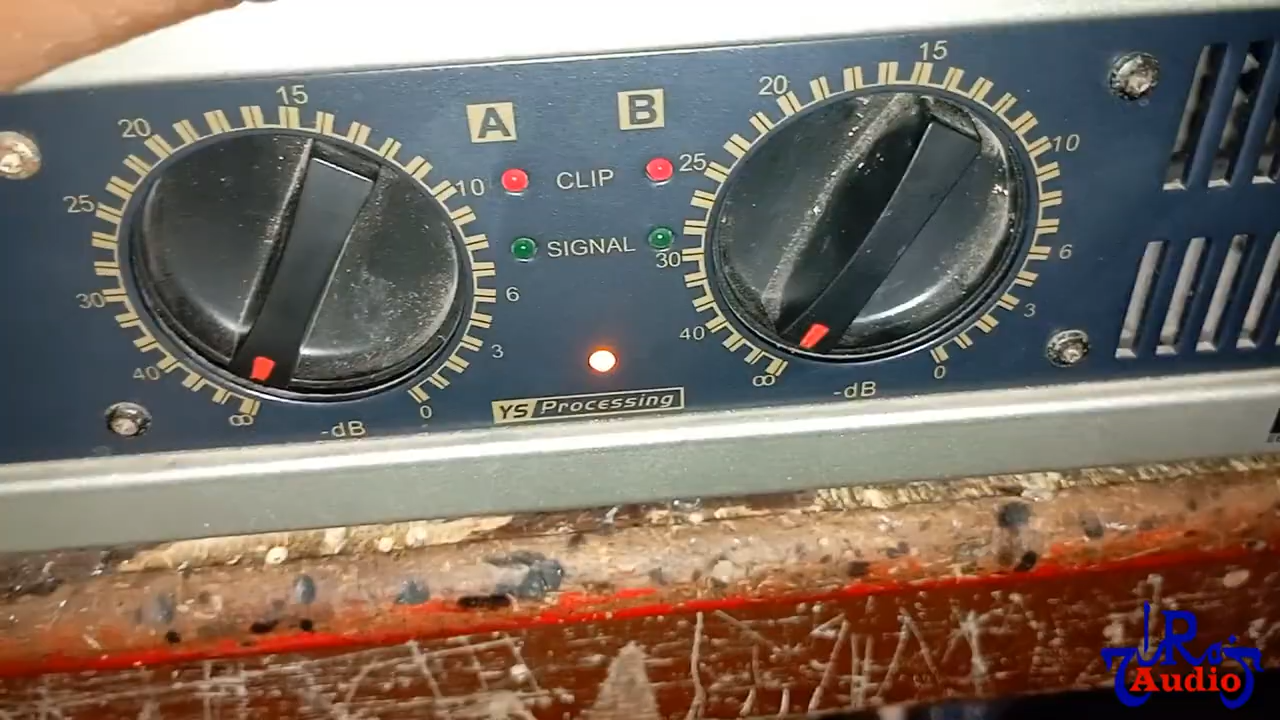 A
B
CLIP
SIGNAL
YS Processing
∞ 40 30 25 20 15 10 6 3 0
-dB
∞ 40 30 25 20 15 10 6 3 0
-dB
Audio